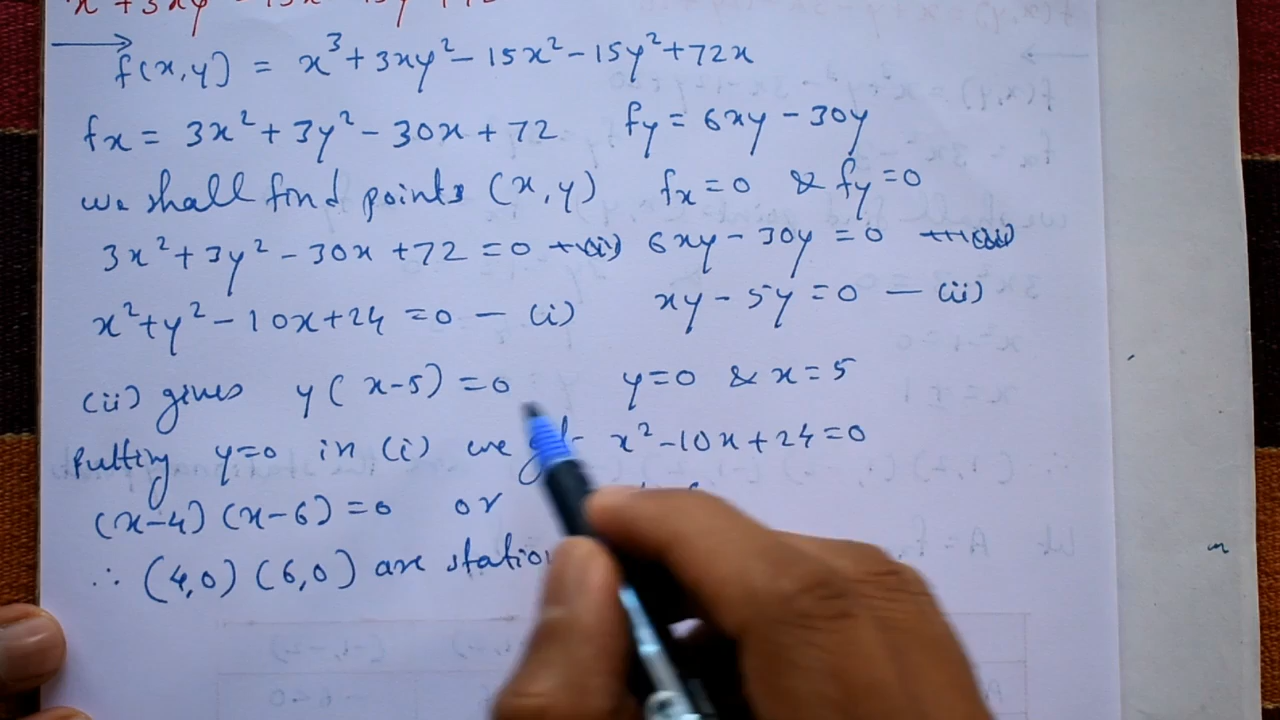 f(x,y) = x³ + 3xy² - 15x² - 15y² + 72x
fx = 3x² + 3y² - 30x + 72 fy = 6xy - 30y
we shall find points (x, y) fx = 0 & fy = 0
3x² + 3y² - 30x + 72 = 0 6xy - 30y = 0
x² + y² - 10x + 24 = 0 — (i) xy - 5y = 0 — (ii)
(ii) gives y(x-5) = 0 y=0 & x=5
Putting y=0 in (i) we get x² - 10x + 24 = 0
(x-4)(x-6) = 0 or
∴ (4,0) (6,0) are